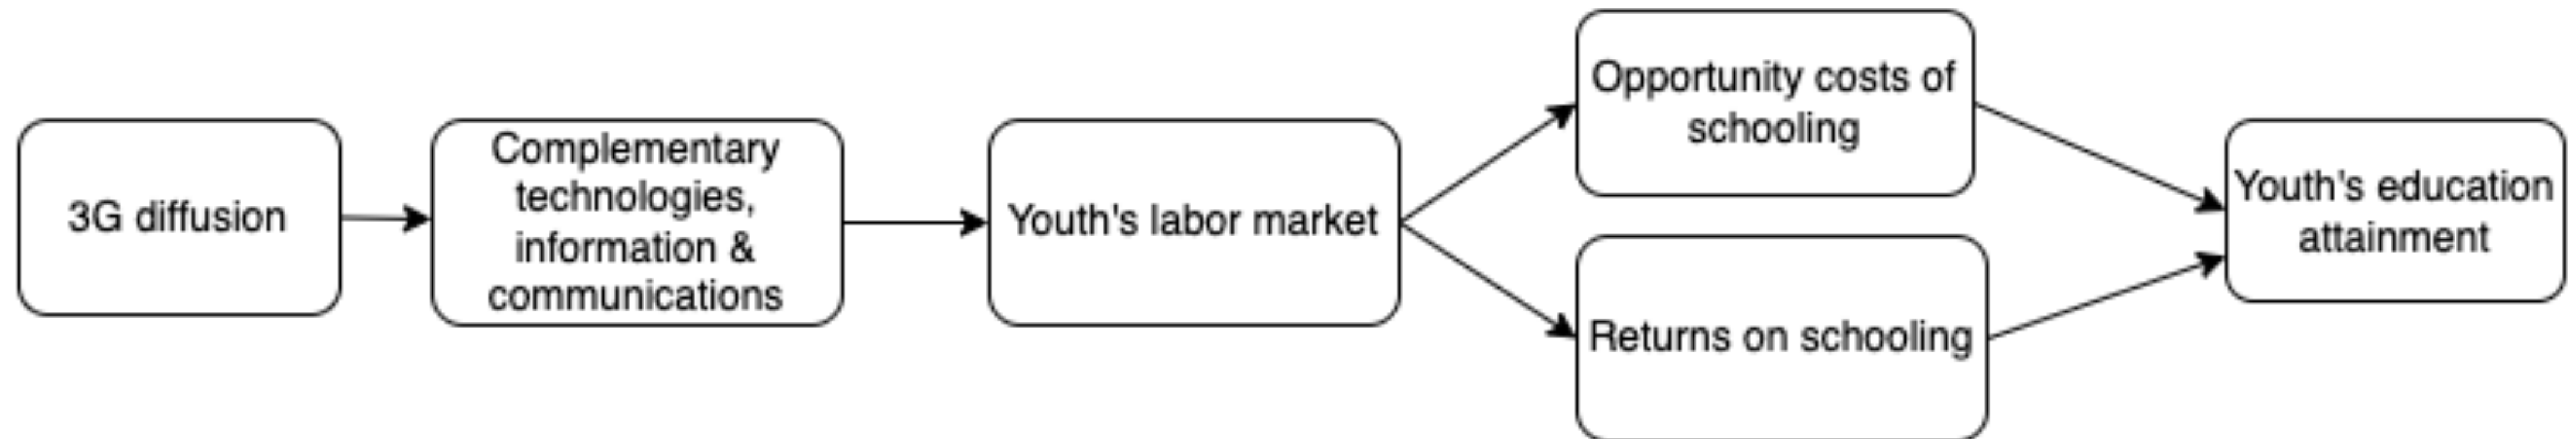 3G diffusion
Complementary
technologies,
information &
communications
Youth's labor market
Opportunity costs of
schooling
Returns on schooling
Youth's education
attainment